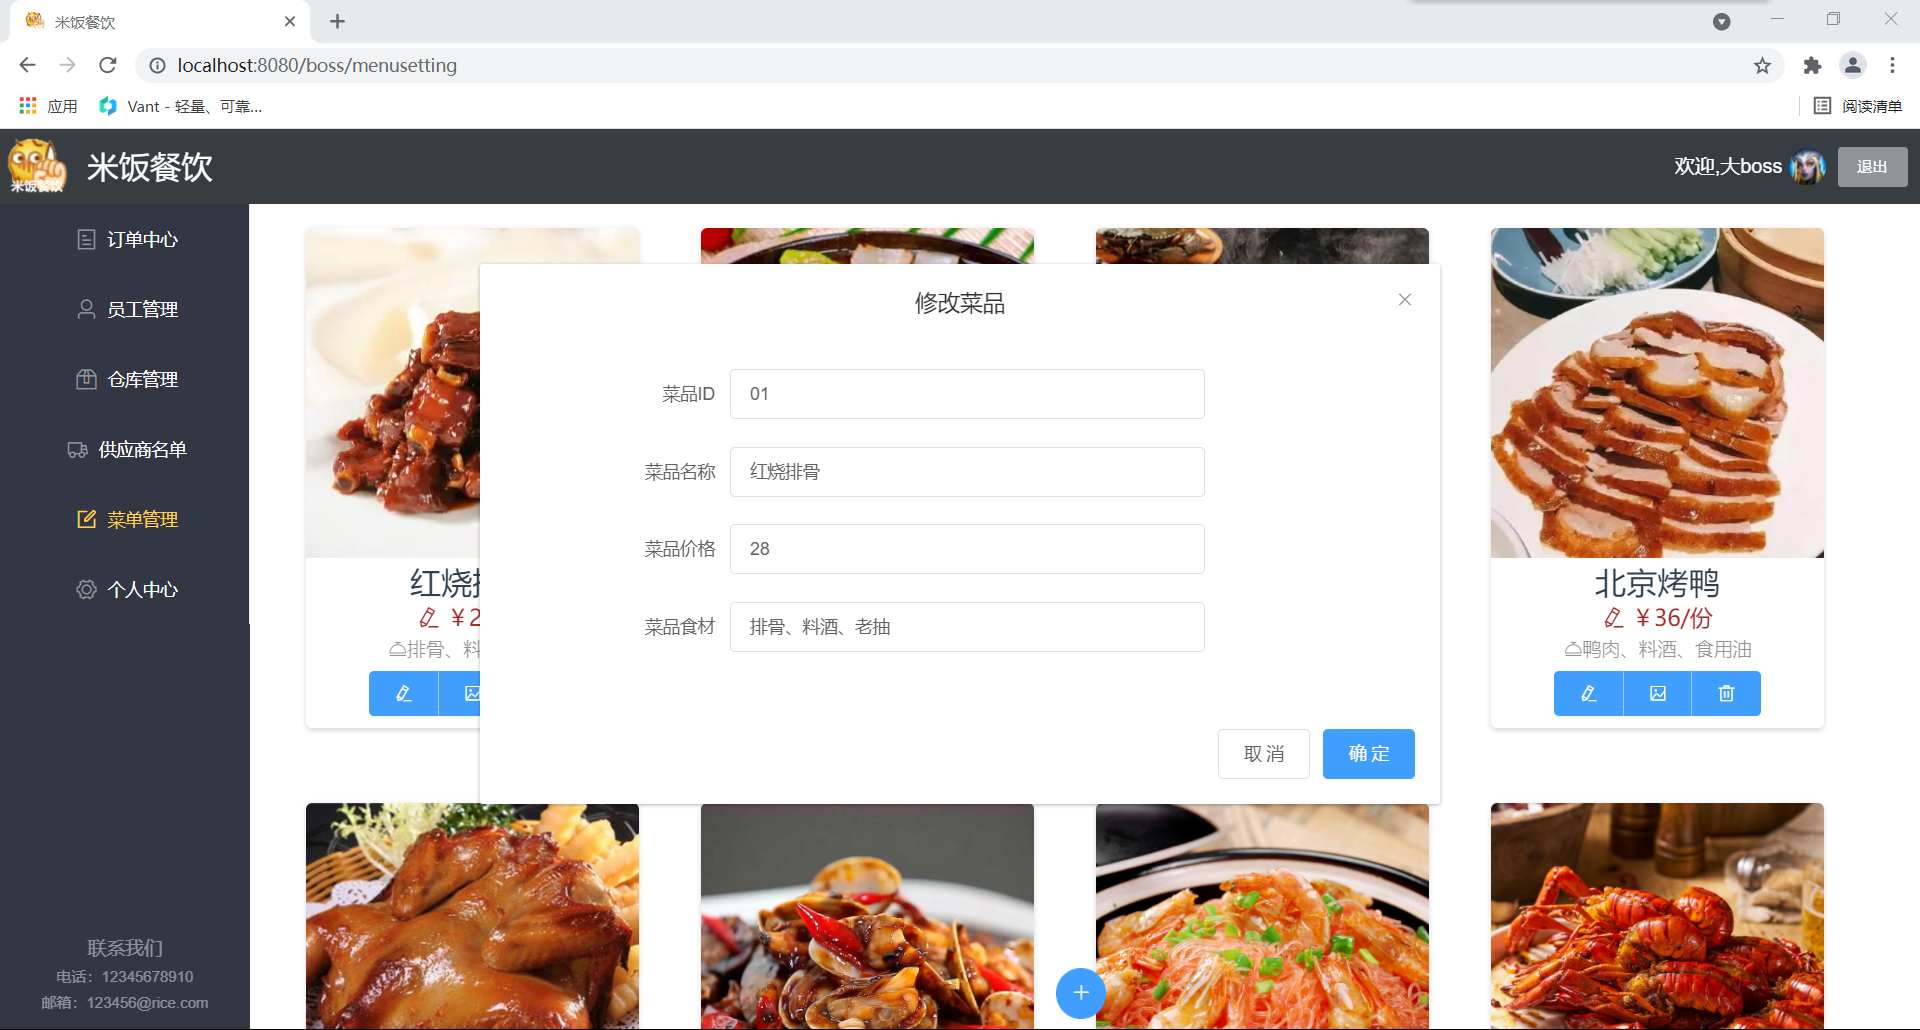 米饭餐饮
localhost:8080/boss/menusetting
应用
Vant - 轻量、可靠...
阅读清单
米饭餐饮
米饭餐饮
欢迎,大boss
退出
订单中心
员工管理
仓库管理
供应商名单
菜单管理
个人中心
联系我们
电话：12345678910
邮箱：123456@rice.com
修改菜品
菜品ID
01
菜品名称
红烧排骨
菜品价格
28
菜品食材
排骨、料酒、老抽
取 消
确 定
红烧
￥2
排骨、料
北京烤鸭
￥36/份
鸭肉、料酒、食用油